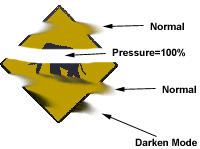 Normal
Pressure=100%
Normal
Darken Mode